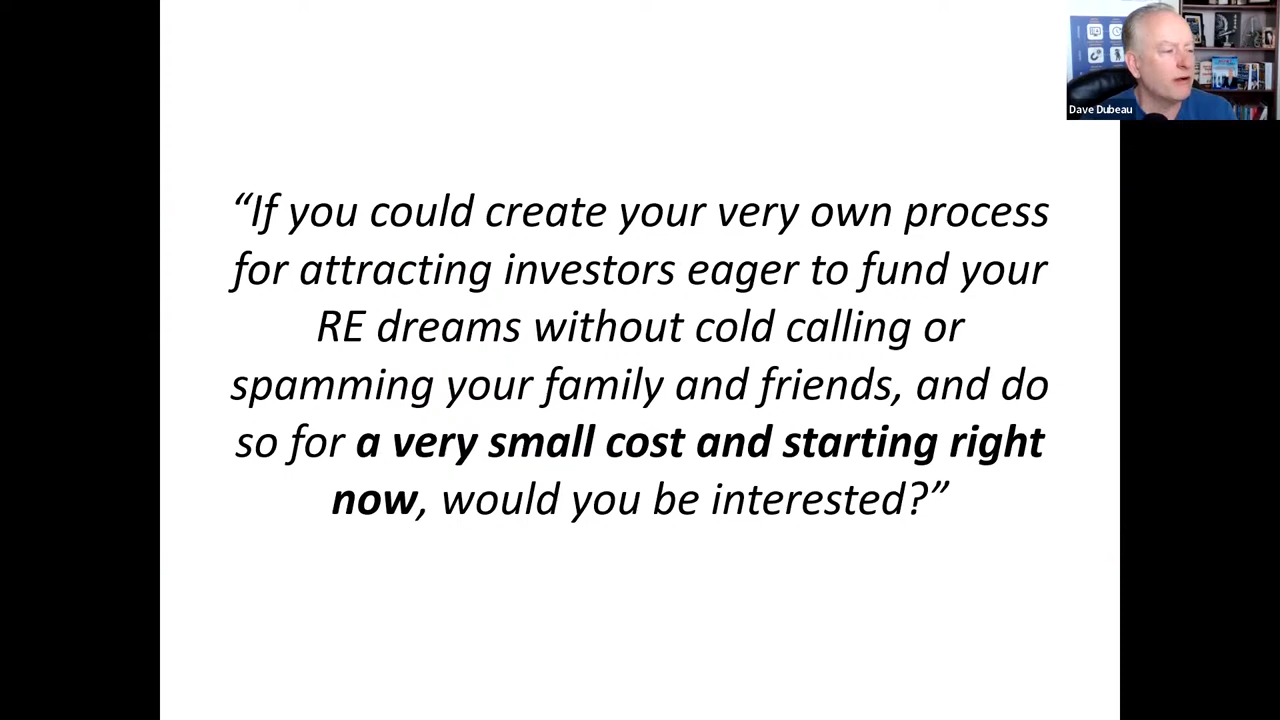 “If you could create your very own process
for attracting investors eager to fund your
RE dreams without cold calling or
spamming your family and friends, and do
so for a very small cost and starting right
now, would you be interested?”
Dave Dubeau